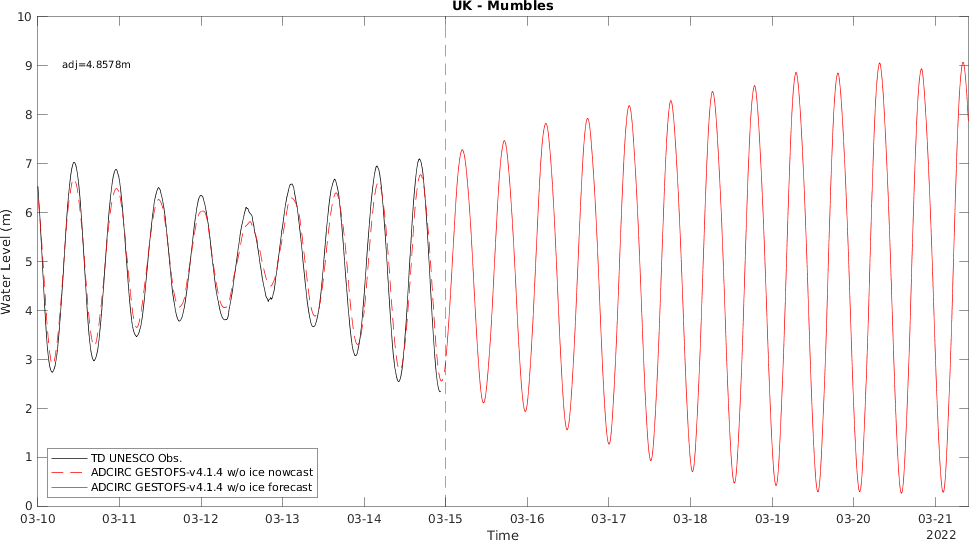 UK - Mumbles
10
adj=4.8578m
9
8
7
6
5
4
3
2
1
0
Water Level (m)
TD UNESCO Obs.
ADCIRC GESTOFS-v4.1.4 w/o ice nowcast
ADCIRC GESTOFS-v4.1.4 w/o ice forecast
03-10 03-11 03-12 03-13 03-14 03-15 03-16 03-17 03-18 03-19 03-20 03-21
Time
2022